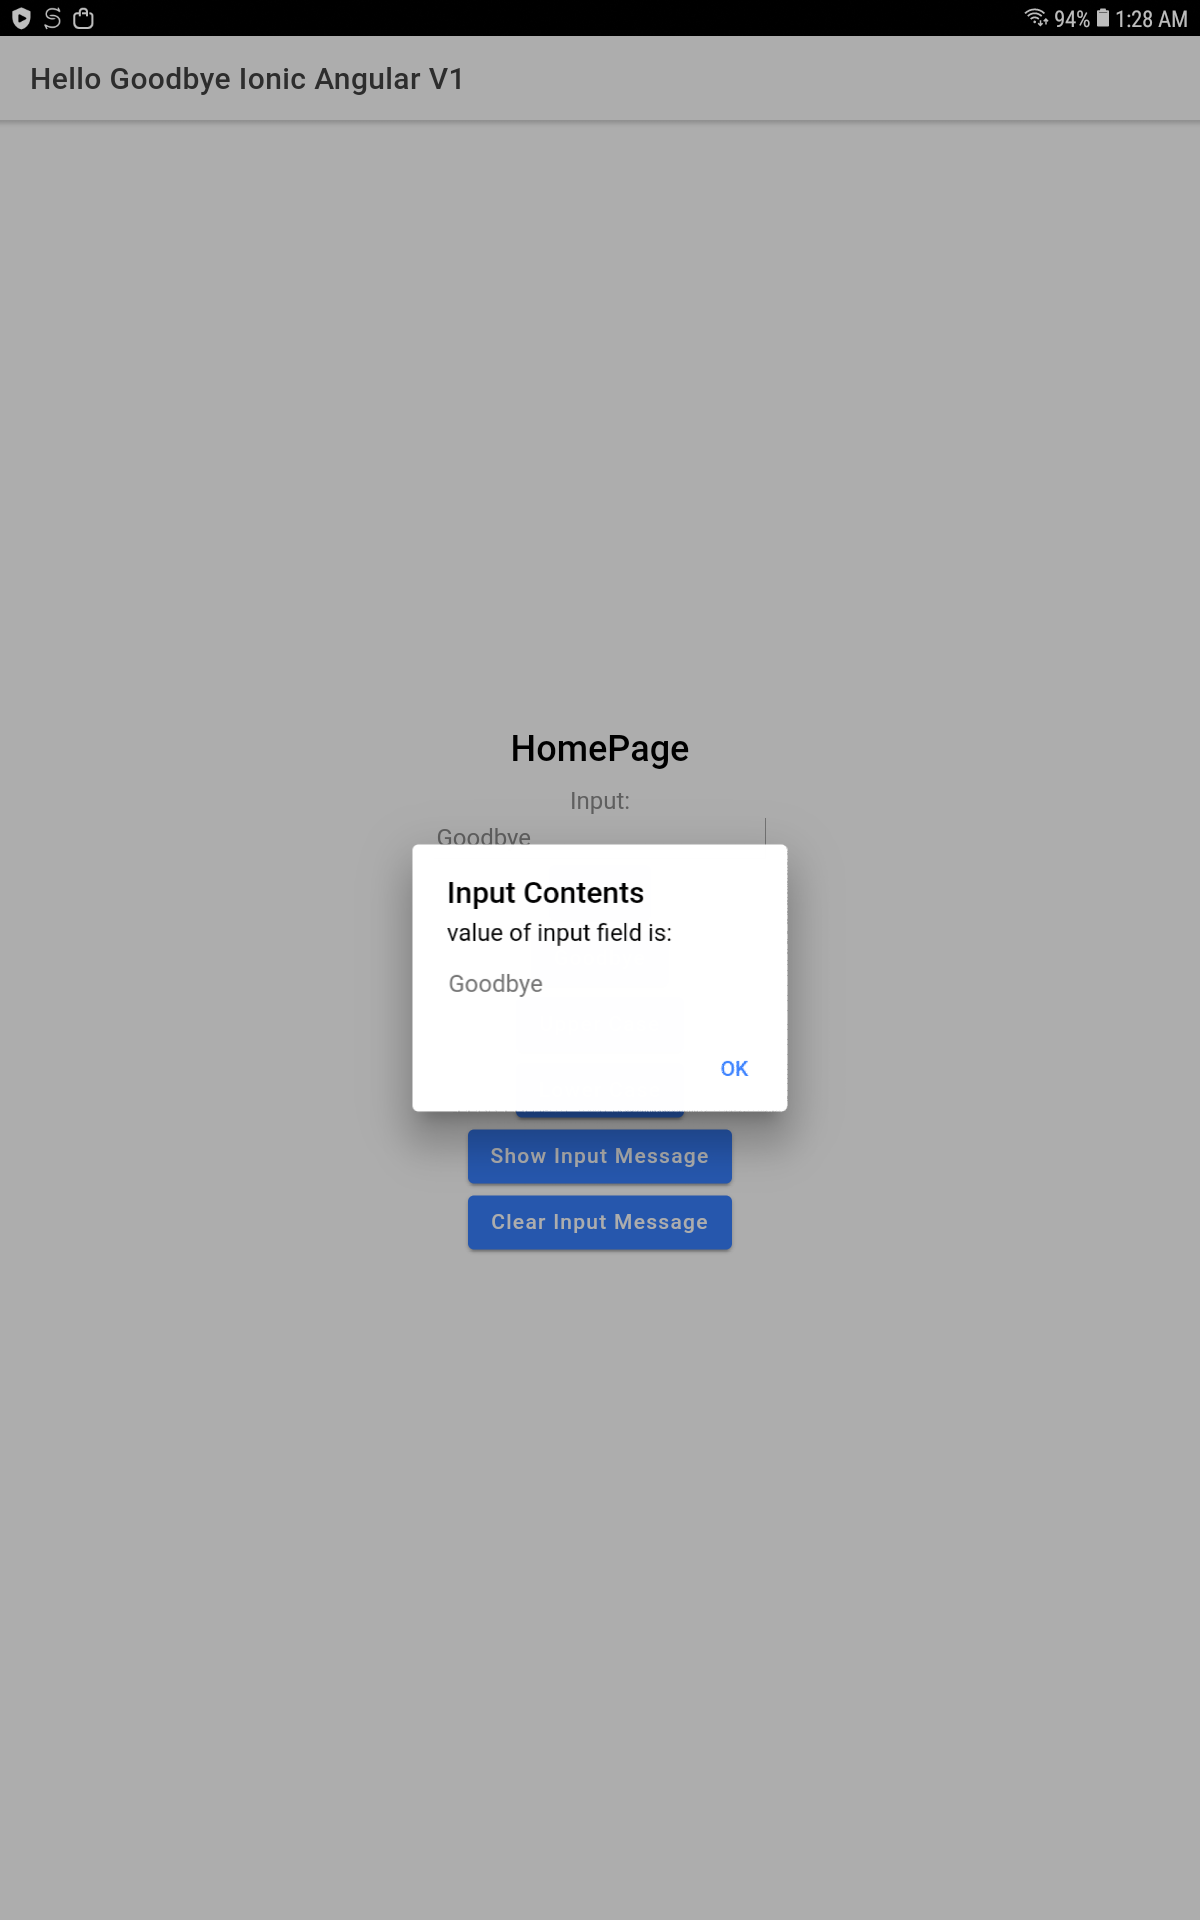 94% 1:28 AM
Hello Goodbye Ionic Angular V1
HomePage
Input:
Goodbye
Input Contents
value of input field is:
Goodbye
OK
Show Input Message
Clear Input Message